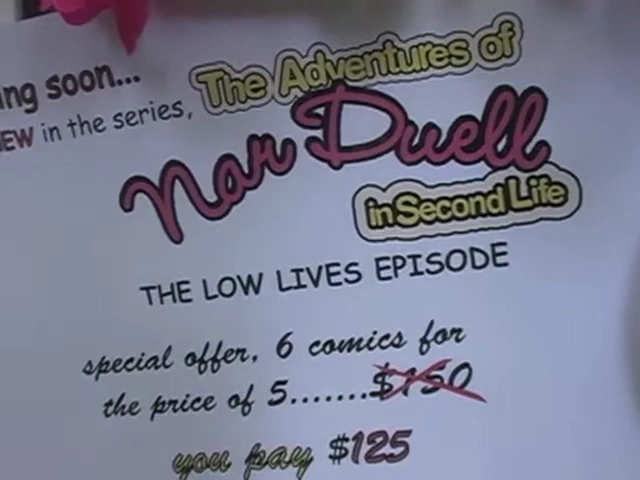 ng soon...
EW in the series,
The Adventures of
Nar Duell
in Second Life
THE LOW LIVES EPISODE
special offer, 6 comics for
the price of 5.......$150
you pay $125